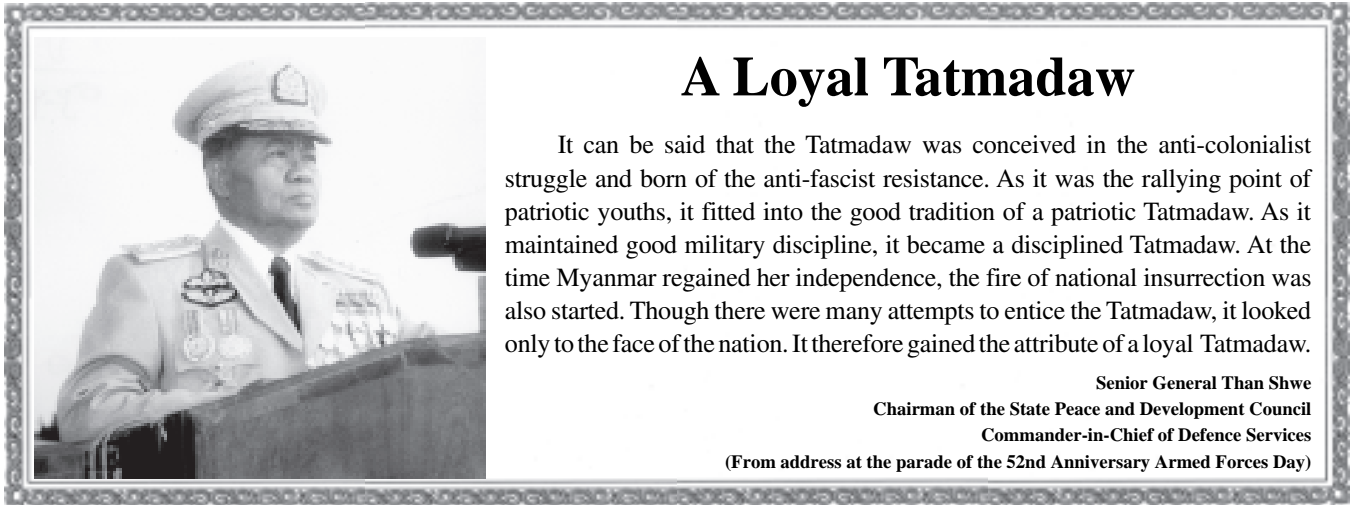 A Loyal Tatmadaw
It can be said that the Tatmadaw was conceived in the anti-colonialist
struggle and born of the anti-fascist resistance. As it was the rallying point of
patriotic youths, it fitted into the good tradition of a patriotic Tatmadaw. As it
maintained good military discipline, it became a disciplined Tatmadaw. At the
time Myanmar regained her independence, the fire of national insurrection was
also started. Though there were many attempts to entice the Tatmadaw, it looked
only to the face of the nation. It therefore gained the attribute of a loyal Tatmadaw.
Senior General Than Shwe
Chairman of the State Peace and Development Council
Commander-in-Chief of Defence Services
(From address at the parade of the 52nd Anniversary Armed Forces Day)